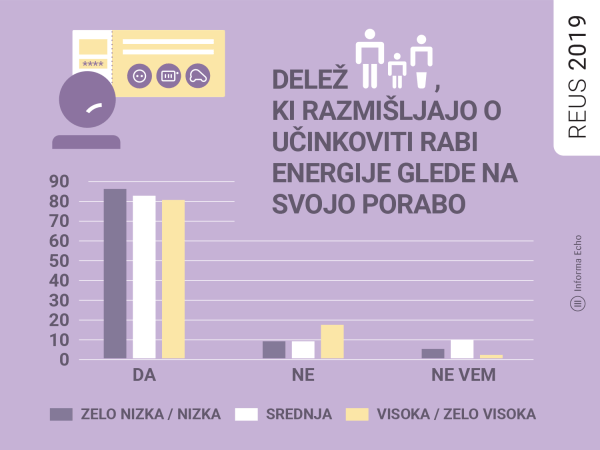 REUS 2019
DELEŽ ,
KI RAZMIŠLJAJO O
UČINKOVITI RABI
ENERGIJE GLEDE NA
SVOJO PORABO
****
90
80
70
60
50
40
30
20
10
0
DA NE NE VEM
ZELO NIZKA / NIZKA SREDNJA VISOKA / ZELO VISOKA
Informa Echo